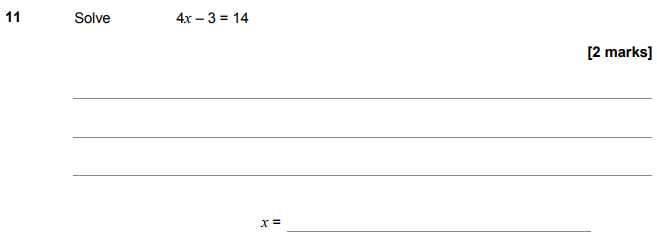 11 Solve 4x – 3 = 14
[2 marks]
x =